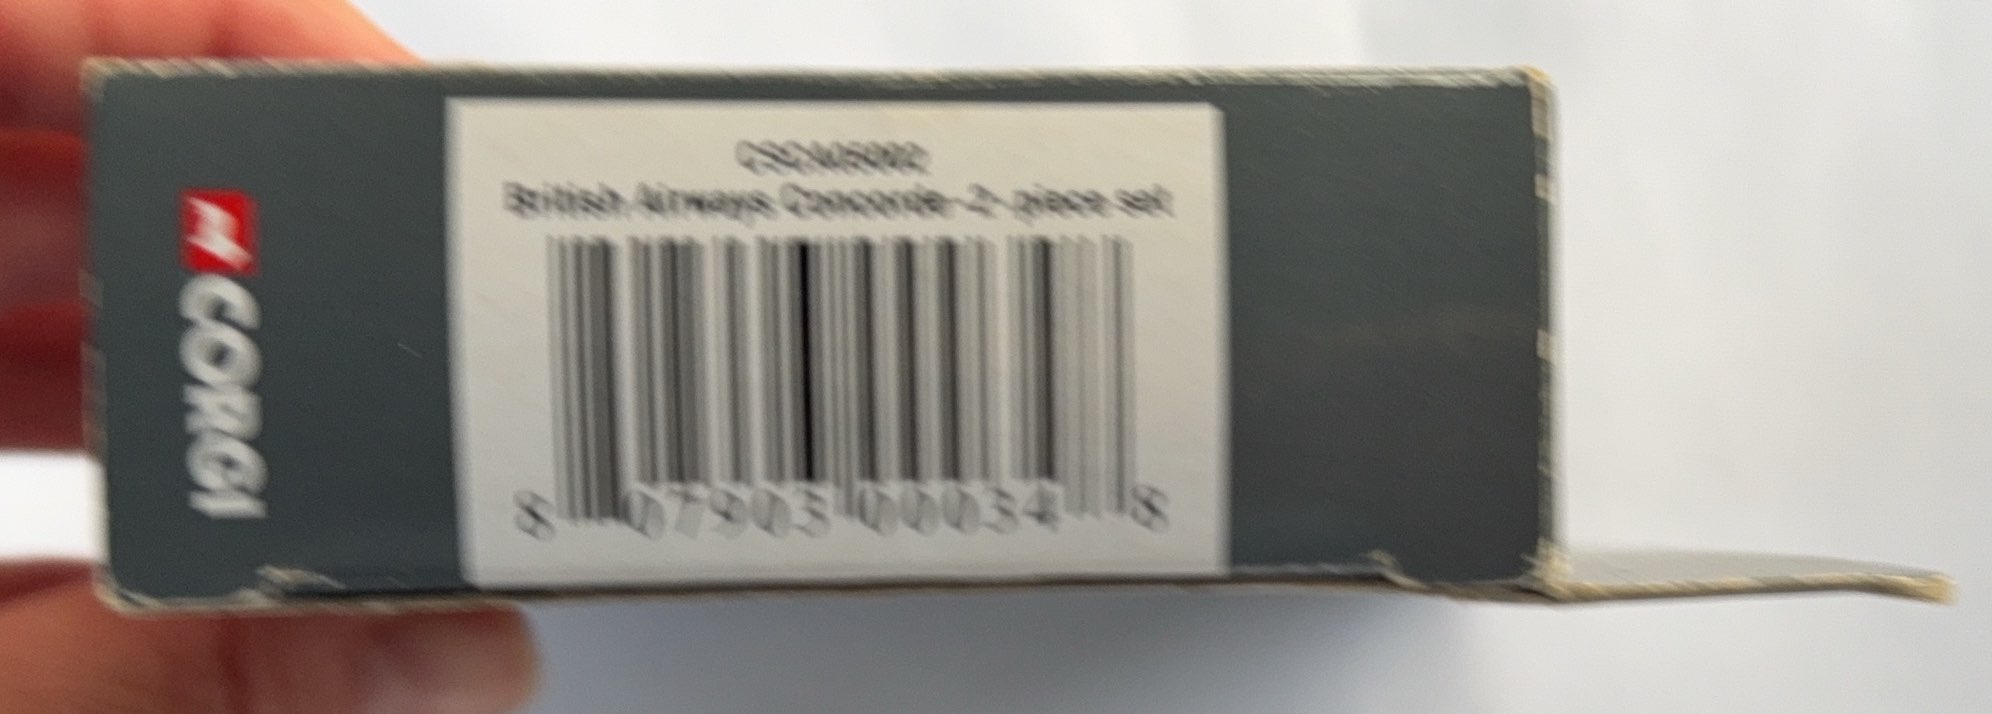 CORGI
British Airways Concorde- 2- piece set
8 07903 00034 8